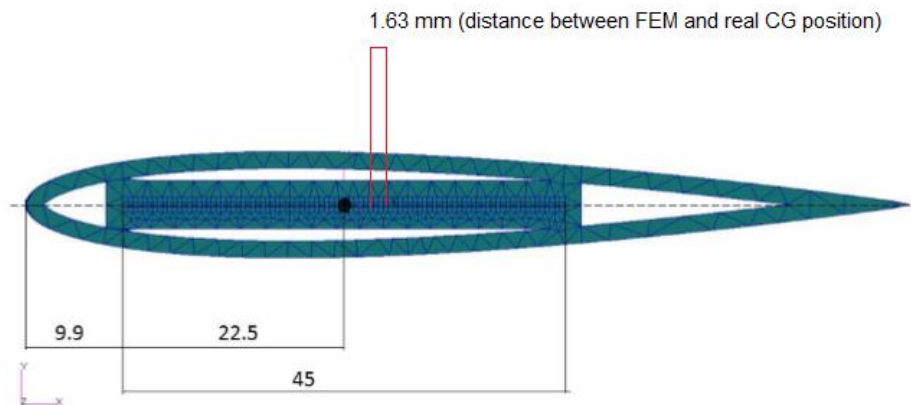 1.63 mm (distance between FEM and real CG position)
9.9
22.5
45
Y
Z X